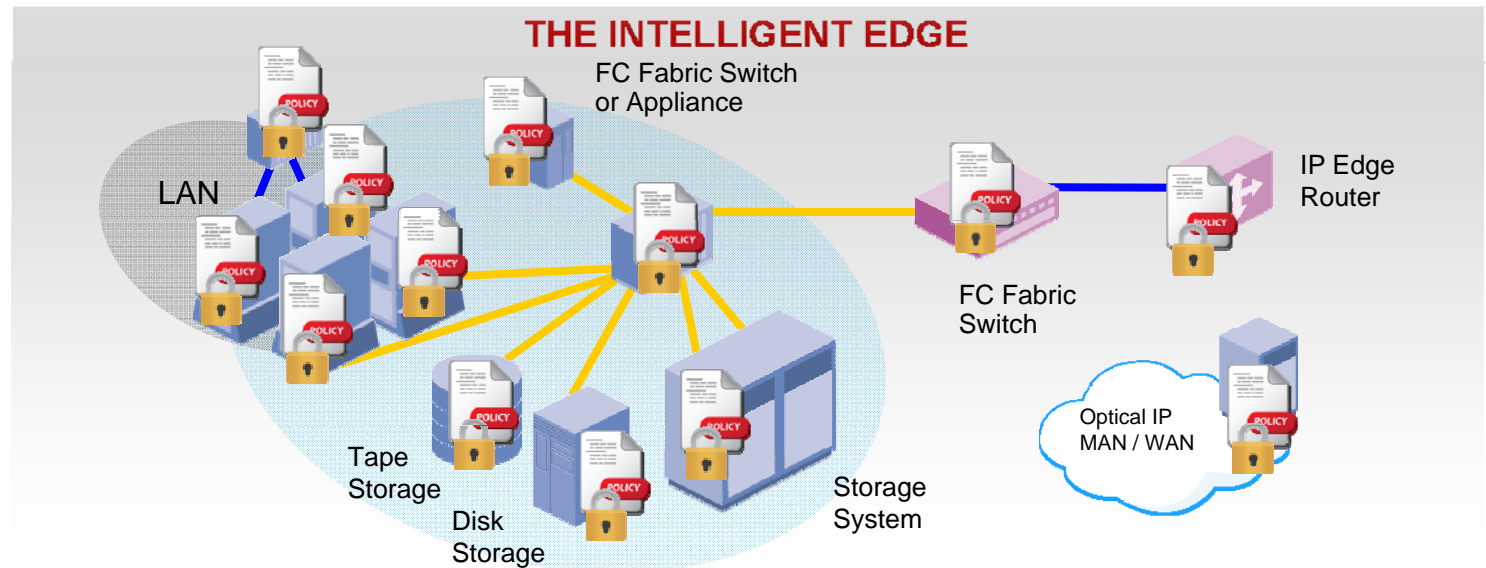 THE INTELLIGENT EDGE
FC Fabric Switch
or Appliance
POLICY
POLICY
POLICY
LAN
POLICY
POLICY
POLICY
POLICY
POLICY
POLICY
IP Edge
Router
FC Fabric
Switch
POLICY
POLICY
POLICY
POLICY
Optical IP
MAN / WAN
Tape
Storage
Disk
Storage
Storage
System